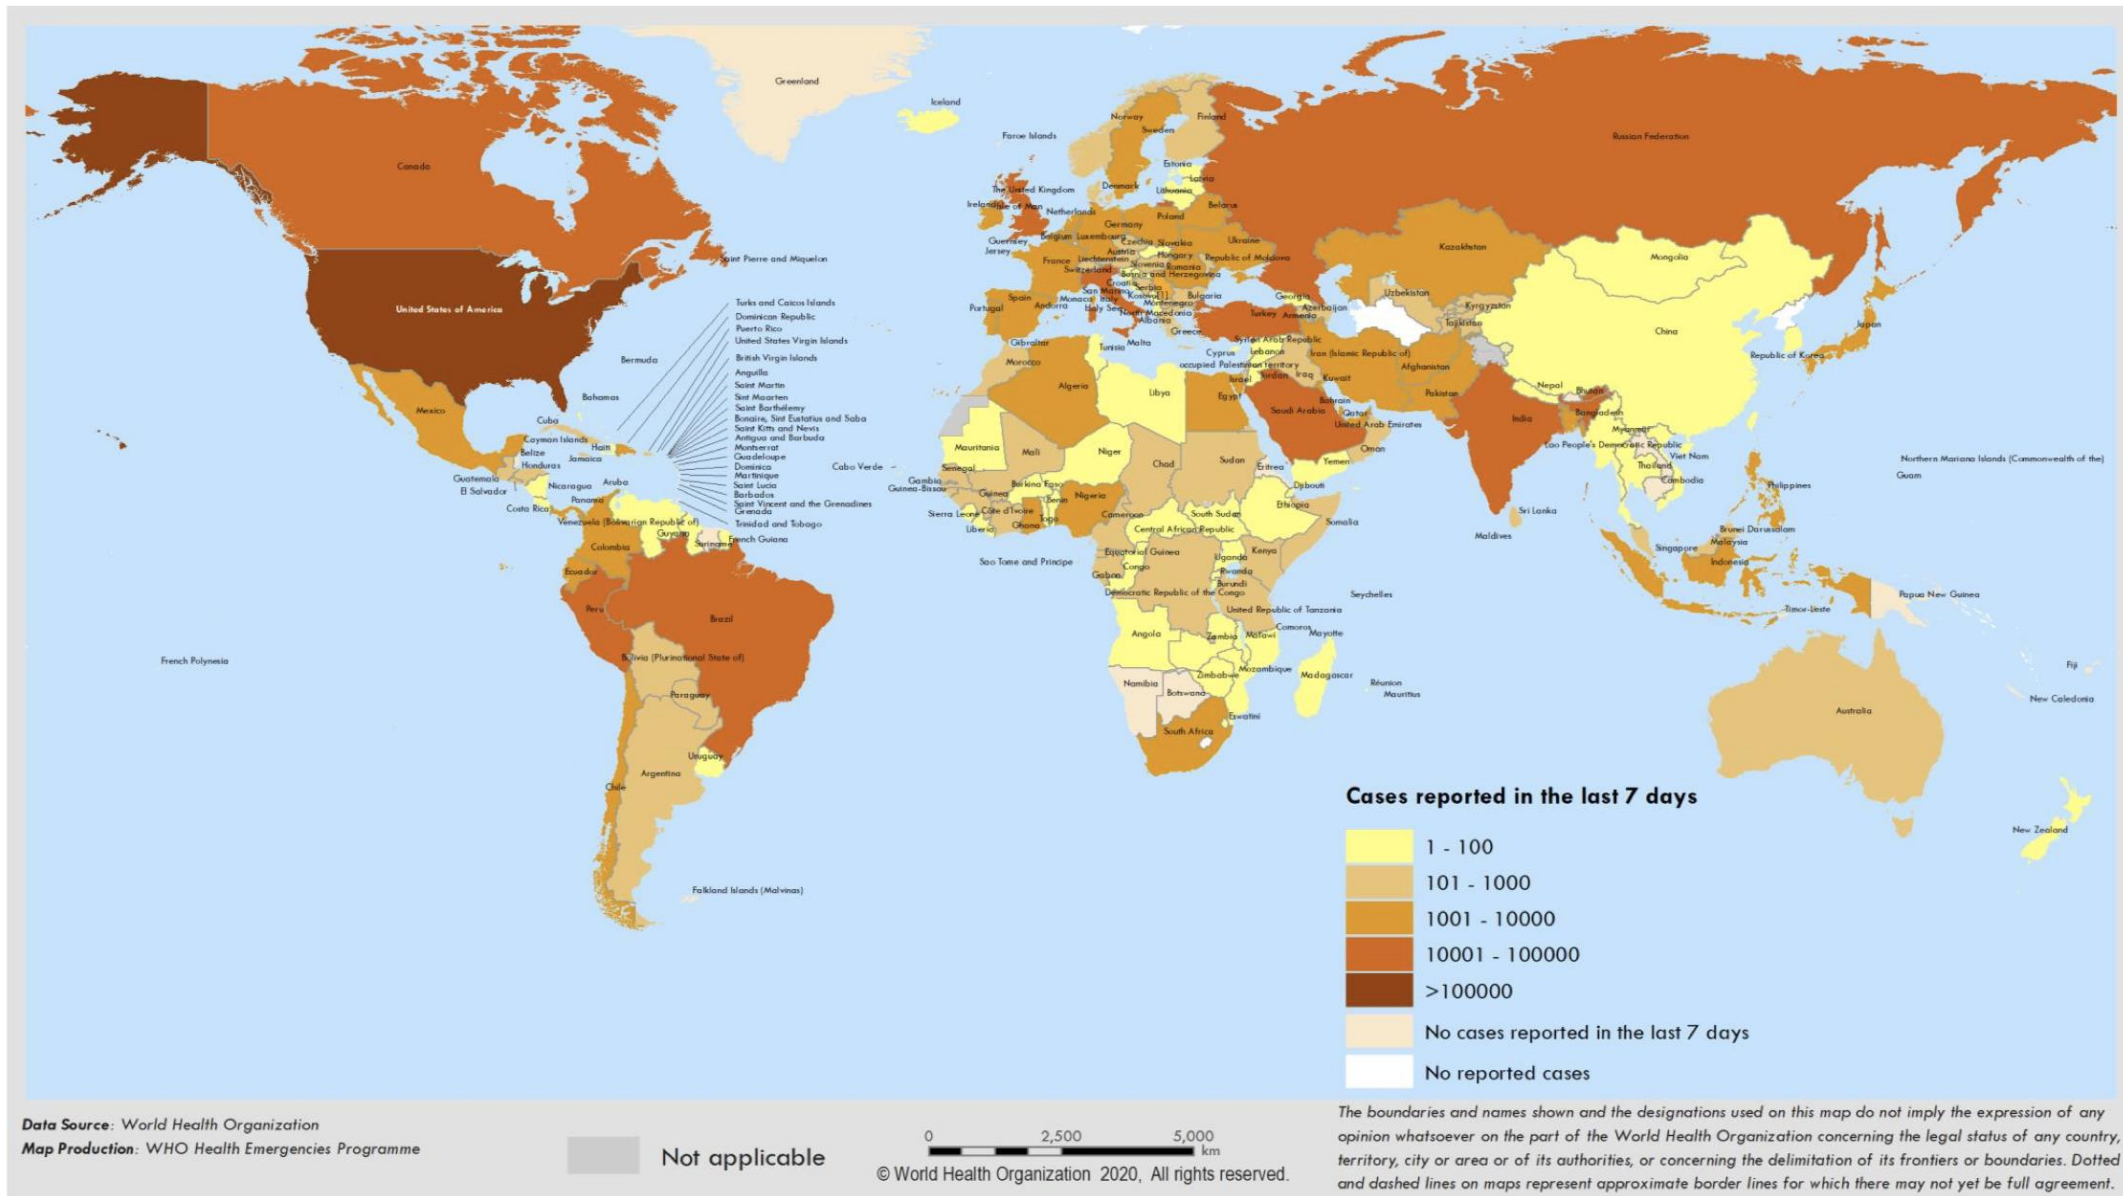 Greenland
Iceland
Faroe Islands
Norway
Sweden
Finland
Russian Federation
Canada
Estonia
Latvia
Lithuania
Denmark
The United Kingdom
Isle of Man
Ireland
Netherlands
Belarus
Poland
Germany
Guernsey
Jersey
Belgium
Luxembourg
Czechia
Slovakia
Ukraine
Kazakhstan
Mongolia
Saint Pierre and Miquelon
France
Austria
Liechtenstein
Hungary
Republic of Moldova
Switzerland
Slovenia
Romania
Bosnia and Herzegovina
Croatia
San Marino
Serbia
Kosovo[1]
Bulgaria
Georgia
Uzbekistan
Kyrgyzstan
Spain
Andorra
Monaco
Italy
Montenegro
Azerbaijan
United States of America
Portugal
Holy See
North Macedonia
Albania
Turkey
Armenia
Tajikistan
China
Japan
Turks and Caicos Islands
Dominican Republic
Puerto Rico
United States Virgin Islands
Bermuda
British Virgin Islands
Anguilla
Saint Martin
Sint Maarten
Saint Barthélemy
Bonaire, Sint Eustatius and Saba
Saint Kitts and Nevis
Antigua and Barbuda
Montserrat
Guadeloupe
Dominica
Martinique
Saint Lucia
Barbados
Saint Vincent and the Grenadines
Grenada
Trinidad and Tobago
Greece
Gibraltar
Tunisia
Malta
Cyprus
Syrian Arab Republic
Lebanon
Iran (Islamic Republic of)
Republic of Korea
Morocco
occupied Palestinian territory
Afghanistan
Israel
Jordan
Iraq
Kuwait
Algeria
Libya
Egypt
Pakistan
Nepal
Bhutan
Bahrain
Qatar
Saudi Arabia
United Arab Emirates
India
Bangladesh
Mexico
Bahamas
Cuba
Cayman Islands
Haiti
Belize
Jamaica
Honduras
Guatemala
El Salvador
Nicaragua
Aruba
Panama
Costa Rica
Cabo Verde
Mauritania
Mali
Niger
Chad
Sudan
Eritrea
Yemen
Oman
Myanmar
Lao People's Democratic Republic
Viet Nam
Thailand
Cambodia
Northern Mariana Islands (Commonwealth of the)
Guam
Philippines
Senegal
Gambia
Guinea-Bissau
Guinea
Burkina Faso
Benin
Nigeria
Djibouti
Ethiopia
Somalia
Sri Lanka
Maldives
Sierra Leone
Côte d'Ivoire
Liberia
Ghana
Togo
Cameroon
Central African Republic
South Sudan
Brunei Darussalam
Malaysia
Singapore
Indonesia
Venezuela (Bolivarian Republic of)
Guyana
Suriname
French Guiana
Colombia
Ecuador
Sao Tome and Principe
Equatorial Guinea
Gabon
Congo
Uganda
Kenya
Rwanda
Burundi
Democratic Republic of the Congo
United Republic of Tanzania
Seychelles
Papua New Guinea
Timor-Leste
Peru
Brazil
Angola
Zambia
Malawi
Comoros
Mayotte
French Polynesia
Bolivia (Plurinational State of)
Mozambique
Zimbabwe
Madagascar
Réunion
Mauritius
Fiji
New Caledonia
Paraguay
Namibia
Botswana
Eswatini
South Africa
Australia
Uruguay
Argentina
Chile
New Zealand
Falkland Islands (Malvinas)
Cases reported in the last 7 days
1 - 100
101 - 1000
1001 - 10000
10001 - 100000
>100000
No cases reported in the last 7 days
No reported cases
Data Source: World Health Organization
Map Production: WHO Health Emergencies Programme
Not applicable
0 2,500 5,000
km
© World Health Organization 2020, All rights reserved.
The boundaries and names shown and the designations used on this map do not imply the expression of any
opinion whatsoever on the part of the World Health Organization concerning the legal status of any country,
territory, city or area or of its authorities, or concerning the delimitation of its frontiers or boundaries. Dotted
and dashed lines on maps represent approximate border lines for which there may not yet be full agreement.